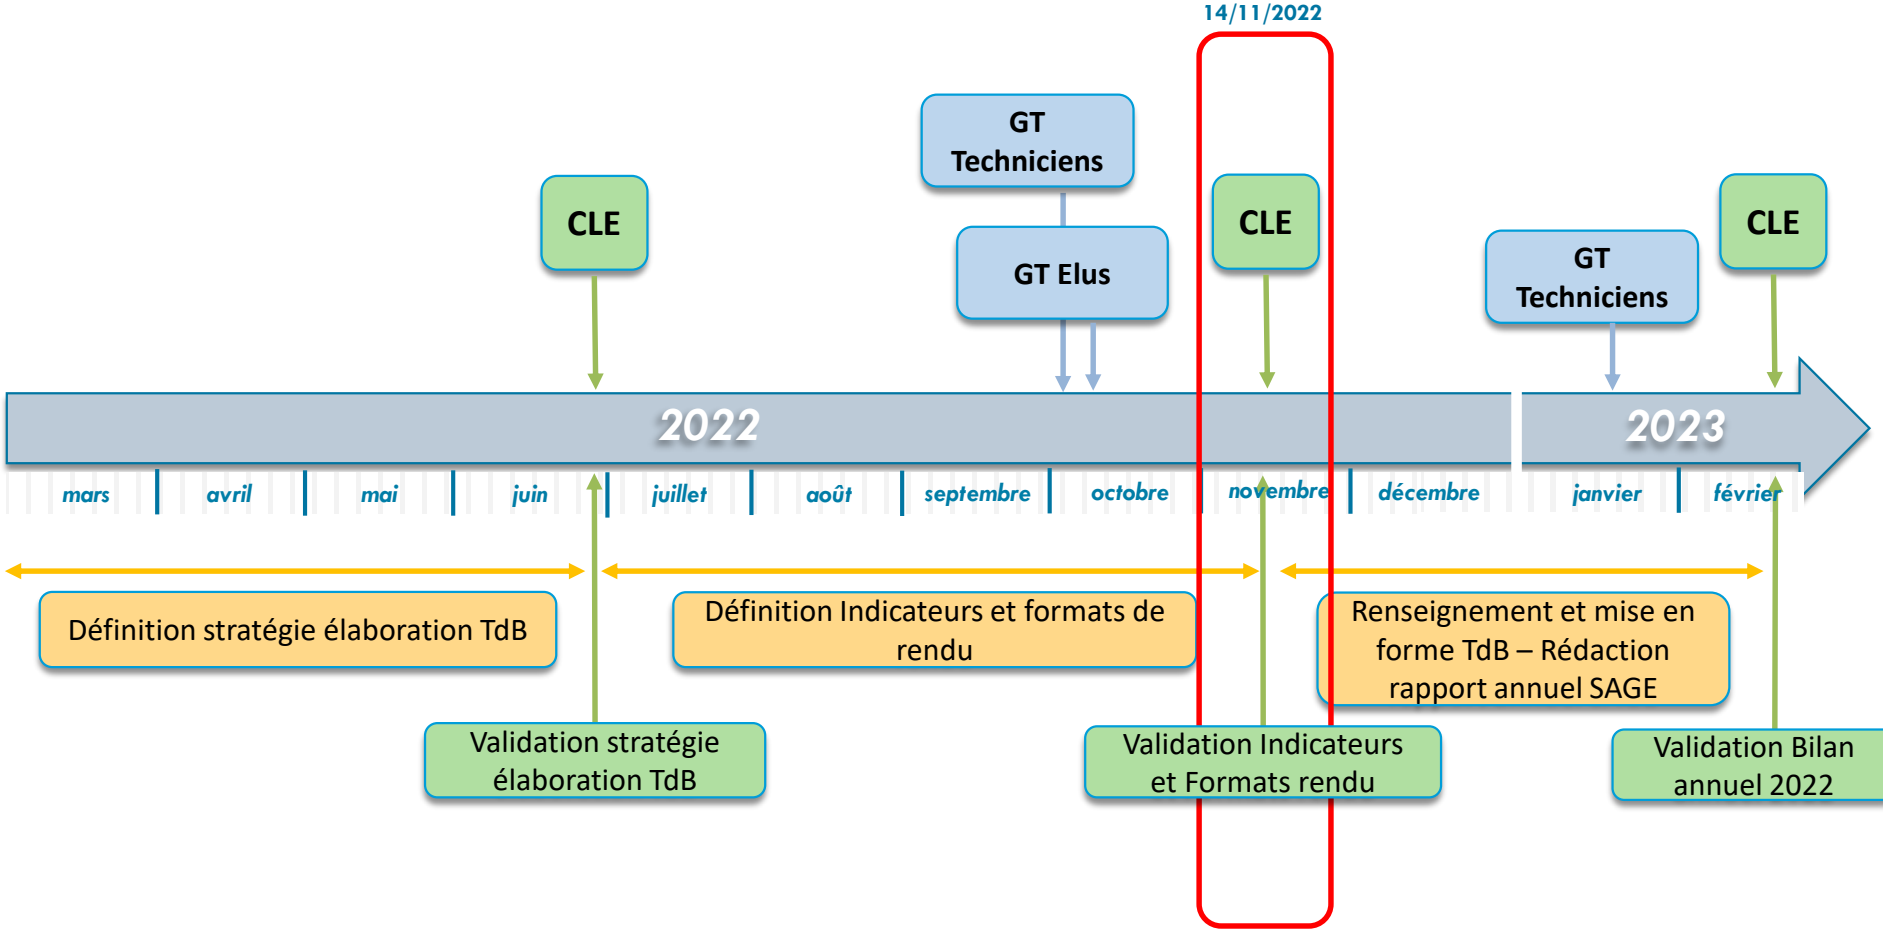 14/11/2022
GT
Techniciens
CLE
GT Elus
CLE
GT
Techniciens
CLE
2022
2023
mars
avril
mai
juin
juillet
août
septembre
octobre
novembre
décembre
janvier
février
Définition stratégie élaboration TdB
Définition Indicateurs et formats de
rendu
Renseignement et mise en
forme TdB – Rédaction
rapport annuel SAGE
Validation stratégie
élaboration TdB
Validation Indicateurs
et Formats rendu
Validation Bilan
annuel 2022